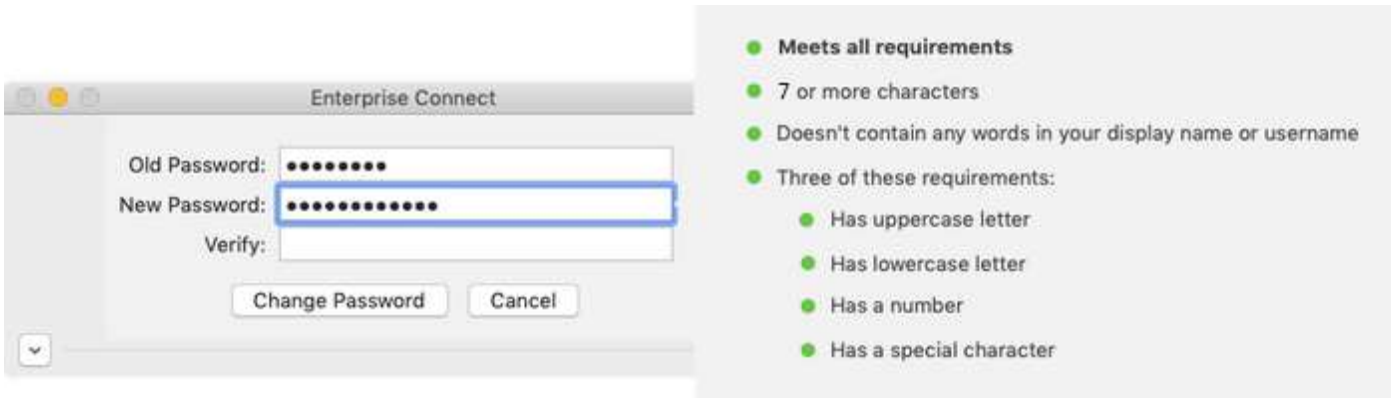 Enterprise Connect
Old Password: ••••••••
New Password: ••••••••••••
Verify:
Change Password Cancel
Meets all requirements
7 or more characters
Doesn't contain any words in your display name or username
Three of these requirements:
Has uppercase letter
Has lowercase letter
Has a number
Has a special character